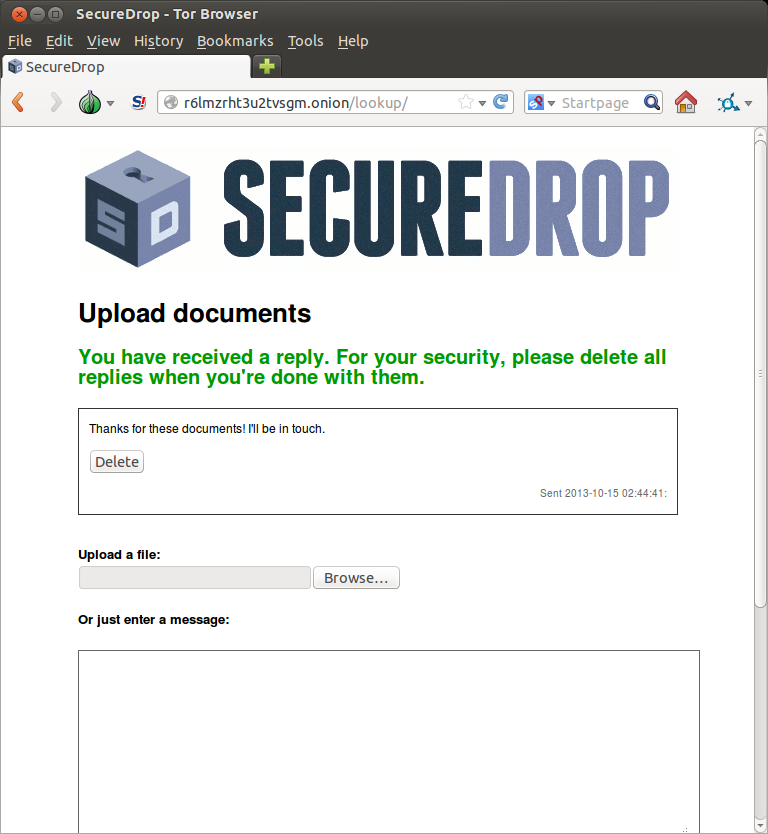 SecureDrop - Tor Browser
File Edit View History Bookmarks Tools Help
SecureDrop
S! r6lmzrht3u2tvsgm.onion/lookup/ Startpage
SD SECUREDROP
Upload documents
You have received a reply. For your security, please delete all
replies when you're done with them.
Thanks for these documents! I'll be in touch.
Delete
Sent 2013-10-15 02:44:41:
Upload a file:
Browse...
Or just enter a message: